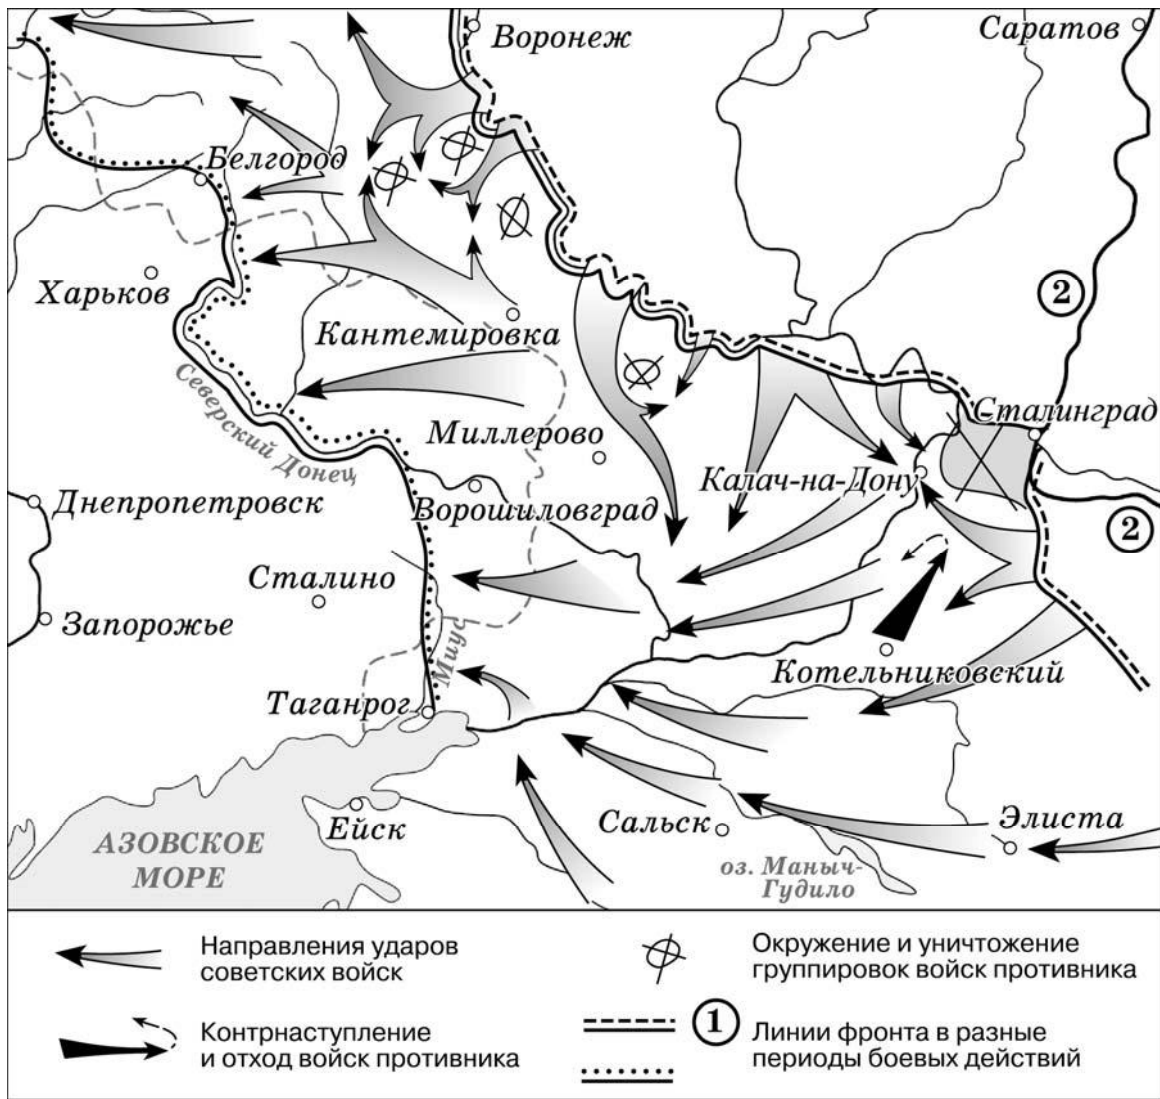 Воронеж
Саратов
Белгород
2
Харьков
Кантемировка
Северский Донец
Сталинград
Миллерово
Калач-на-Дону
Днепропетровск
Ворошиловград
2
Сталино
Запорожье
Миус
Котельниковский
Таганрог
Ейск
Сальск
Элиста
АЗОВСКОЕ
МОРЕ
оз. Маныч-
Гудило
Направления ударов
советских войск
Окружение и уничтожение
группировок войск противника
Контрнаступление
и отход войск противника
1
Линии фронта в разные
периоды боевых действий